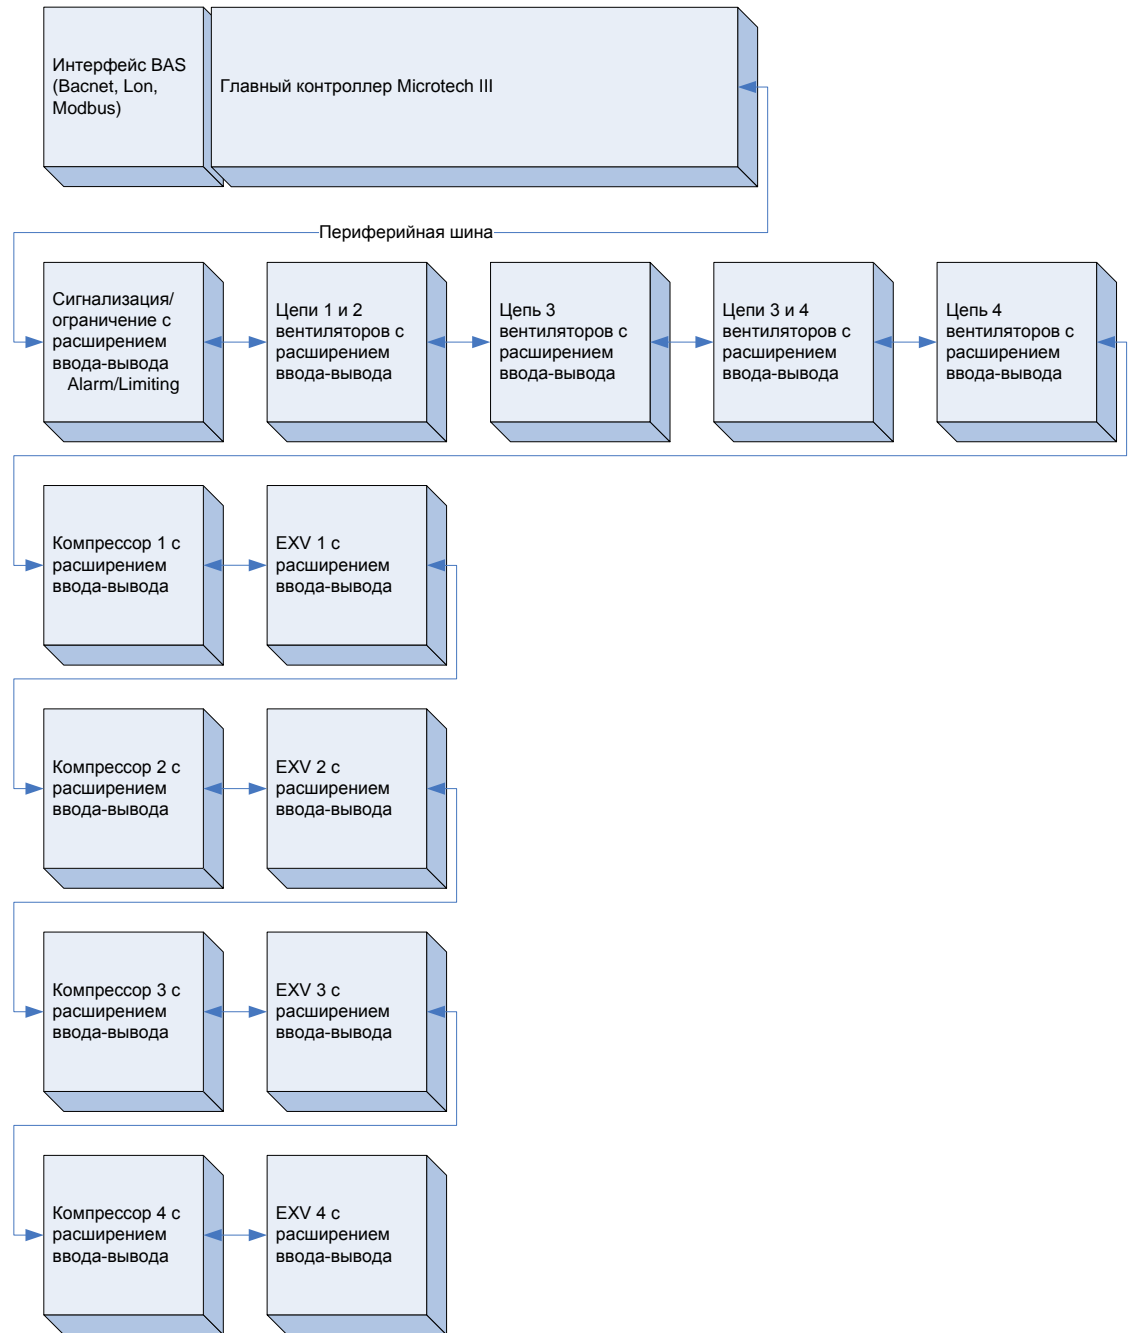 Интерфейс BAS
(Bacnet, Lon,
Modbus)
Главный контроллер Microtech III
Периферийная шина
Сигнализация/
ограничение с
расширением
ввода-вывода
Alarm/Limiting
Цепи 1 и 2
вентиляторов с
расширением
ввода-вывода
Цепь 3
вентиляторов с
расширением
ввода-вывода
Цепи 3 и 4
вентиляторов с
расширением
ввода-вывода
Цепь 4
вентиляторов с
расширением
ввода-вывода
Компрессор 1 с
расширением
ввода-вывода
EXV 1 с
расширением
ввода-вывода
Компрессор 2 с
расширением
ввода-вывода
EXV 2 с
расширением
ввода-вывода
Компрессор 3 с
расширением
ввода-вывода
EXV 3 с
расширением
ввода-вывода
Компрессор 4 с
расширением
ввода-вывода
EXV 4 с
расширением
ввода-вывода